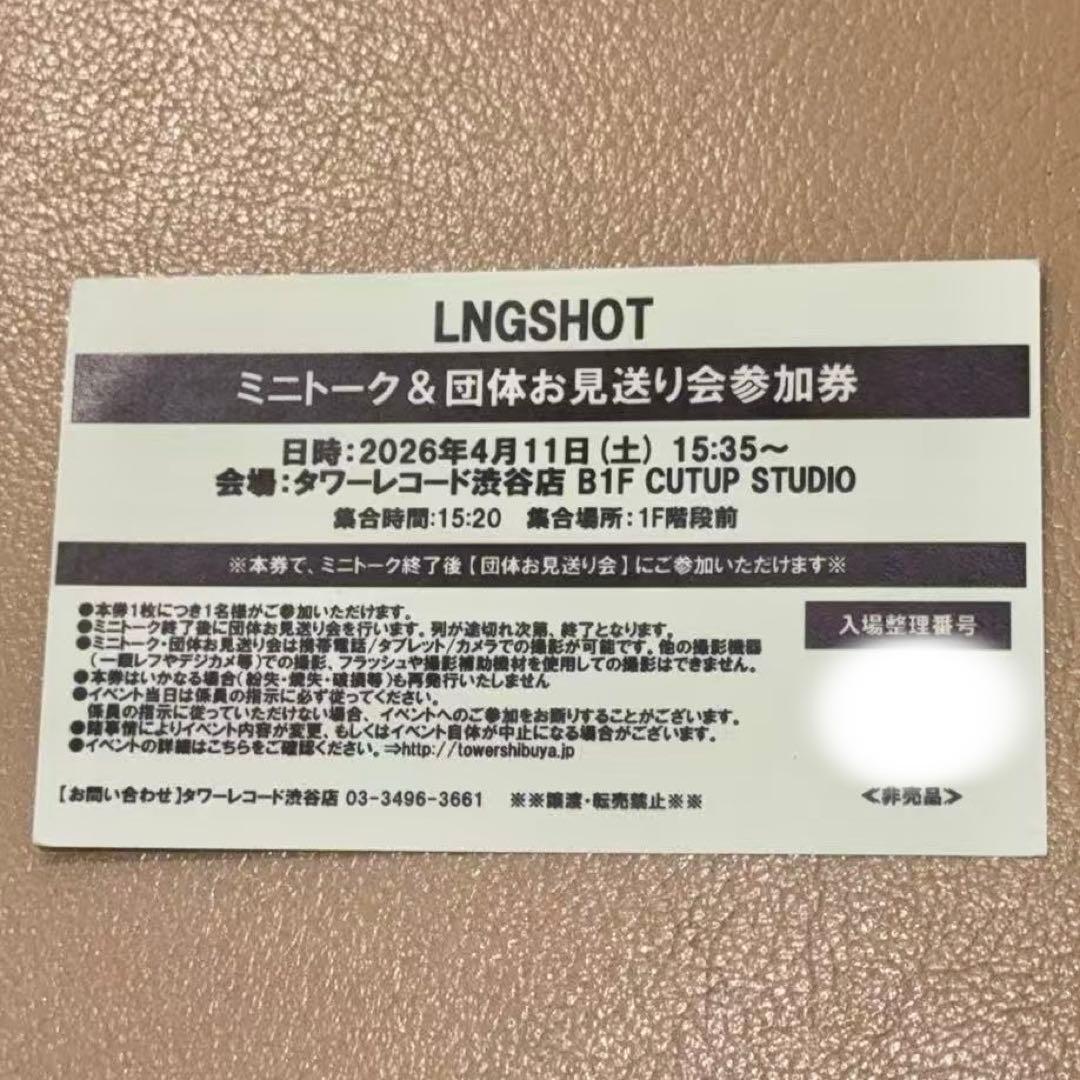 LNGSHOT
ミニトーク＆団体お見送り会参加券
日時：2026年4月11日（土） 15:35～
会場：タワーレコード渋谷店 B1F CUTUP STUDIO
集合時間:15:20 集合場所：1F階段前
※本券で、ミニトーク終了後【団体お見送り会】にご参加いただけます※
●本券1枚につき1名様がご参加いただけます。
●ミニトーク終了後に団体お見送り会を行います。列が途切れ次第、終了となります。
●ミニトーク・団体お見送り会は携帯電話/タブレット/カメラでの撮影が可能です。他の撮影機器
（一眼レフやデジカメ等）での撮影、フラッシュや撮影補助機材を使用しての撮影はできません。
●本券はいかなる場合（紛失・焼失・破損等）も再発行いたしません
●イベント当日は係員の指示に必ず従ってください。
係員の指示に従っていただけない場合、イベントへのご参加をお断りすることがございます。
●諸事情によりイベント内容が変更、もしくはイベント自体が中止になる場合がございます。
●イベントの詳細はこちらをご確認ください。⇒http://towershibuya.jp
入場整理番号
≪非売品≫
【お問い合わせ】タワーレコード渋谷店 03-3496-3661 ※※譲渡・転売禁止※※